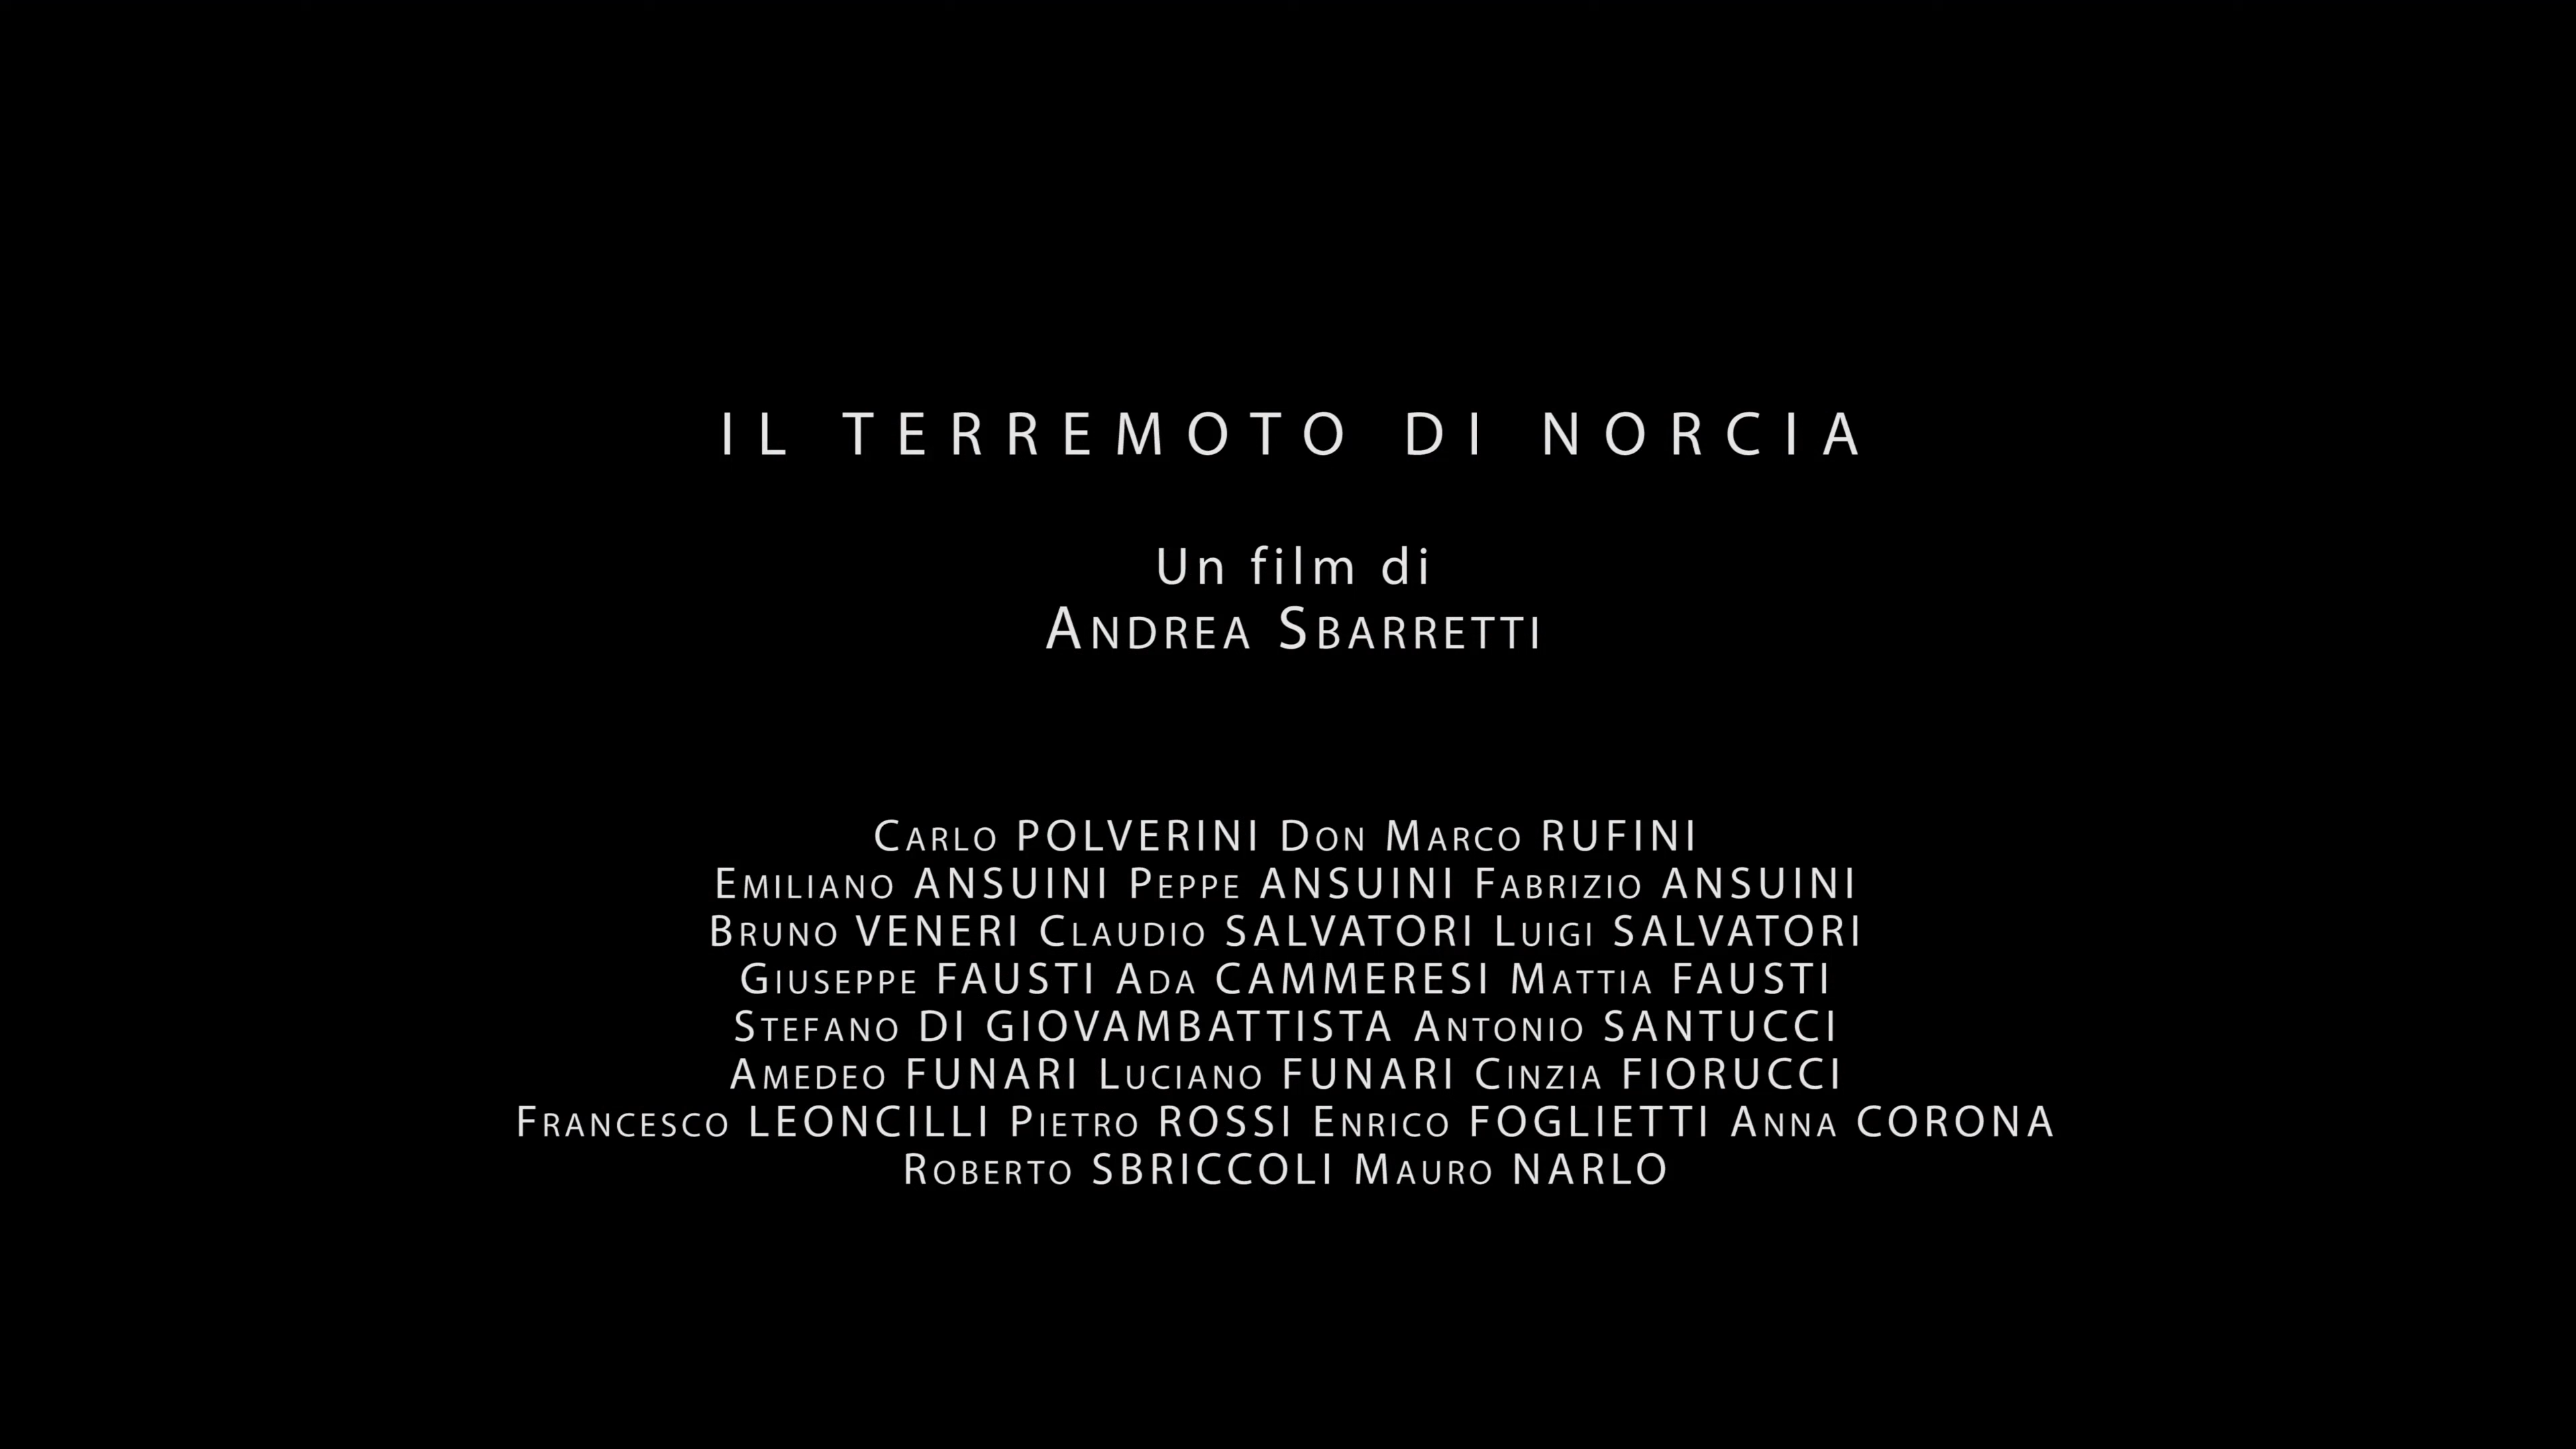 IL TERREMOTO DI NORCIA
Un film di
ANDREA SBARRETTI
CARLO POLVERINI DON MARCO RUFINI
EMILIANO ANSUINI PEPPE ANSUINI FABRIZIO ANSUINI
BRUNO VENERI CLAUDIO SALVATORI LUIGI SALVATORI
GIUSEPPE FAUSTI ADA CAMMERESI MATTIA FAUSTI
STEFANO DI GIOVAMBATTISTA ANTONIO SANTUCCI
AMEDEO FUNARI LUCIANO FUNARI CINZIA FIORUCCI
FRANCESCO LEONCILLI PIETRO ROSSI ENRICO FOGLIETTI ANNA CORONA
ROBERTO SBRICCOLI MAURO NARLO